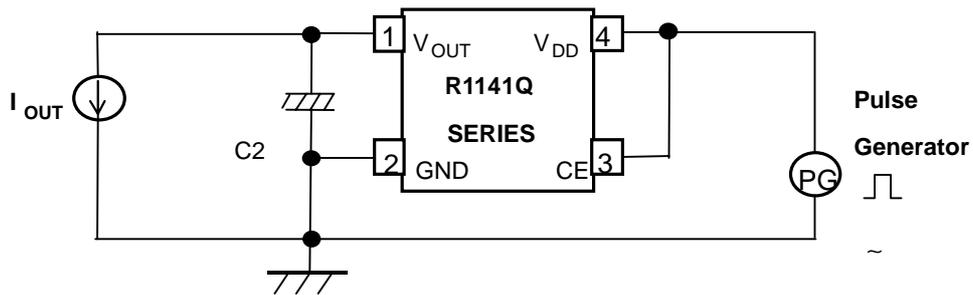 1
4
V OUT
V DD
R1141Q
I OUT
Pulse
SERIES
C2
Generator
2
3
GND
CE
PG
~